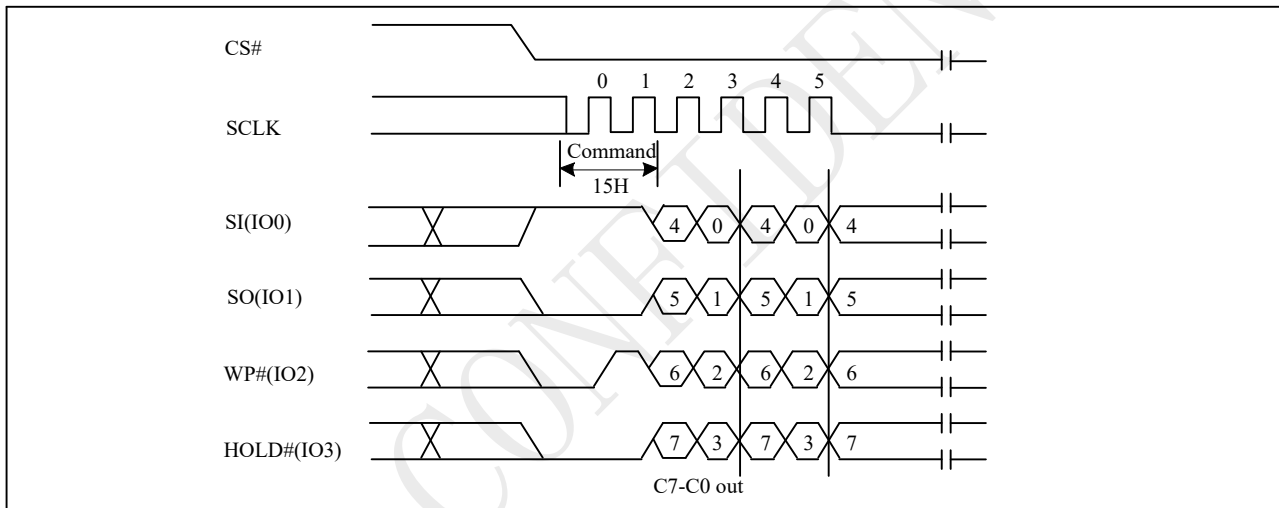 CS#
0 1 2 3 4 5
SCLK
Command
15H
SI(IO0) 4 0 4 0 4
SO(IO1) 5 1 5 1 5
WP#(IO2) 6 2 6 2 6
HOLD#(IO3) 7 3 7 3 7
C7-C0 out
CONFIDEN